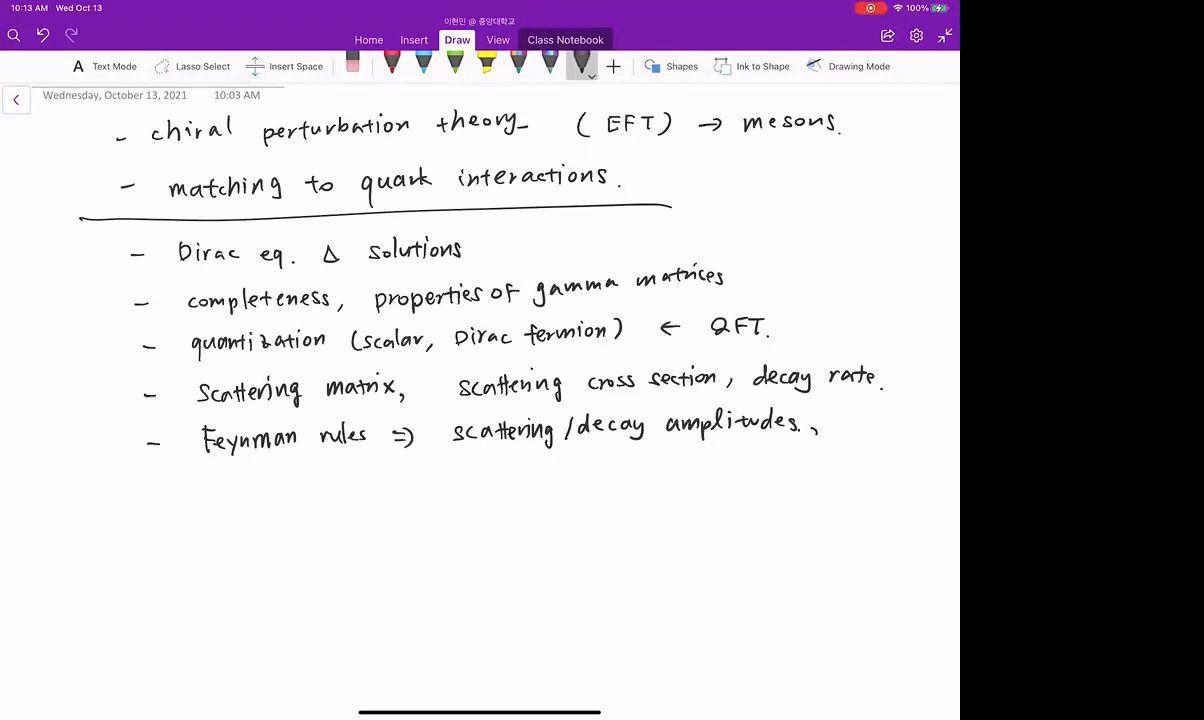 10:13 AM Wed Oct 13
100%
이현민 @ 중앙대학교
Home Insert Draw View Class Notebook
A Text Mode Lasso Select Insert Space Shapes Ink to Shape Drawing Mode
Wednesday, October 13, 2021 10:03 AM
- chiral perturbation theory - (EFT) → mesons.
- matching to quark interactions.
- Dirac eq. & solutions
- completeness, properties of gamma matrices
- quantization (scalar, Dirac fermion) ← QFT.
- Scattering matrix, scattering cross section, decay rate.
- Feynman rules ⇒ scattering/decay amplitudes.,